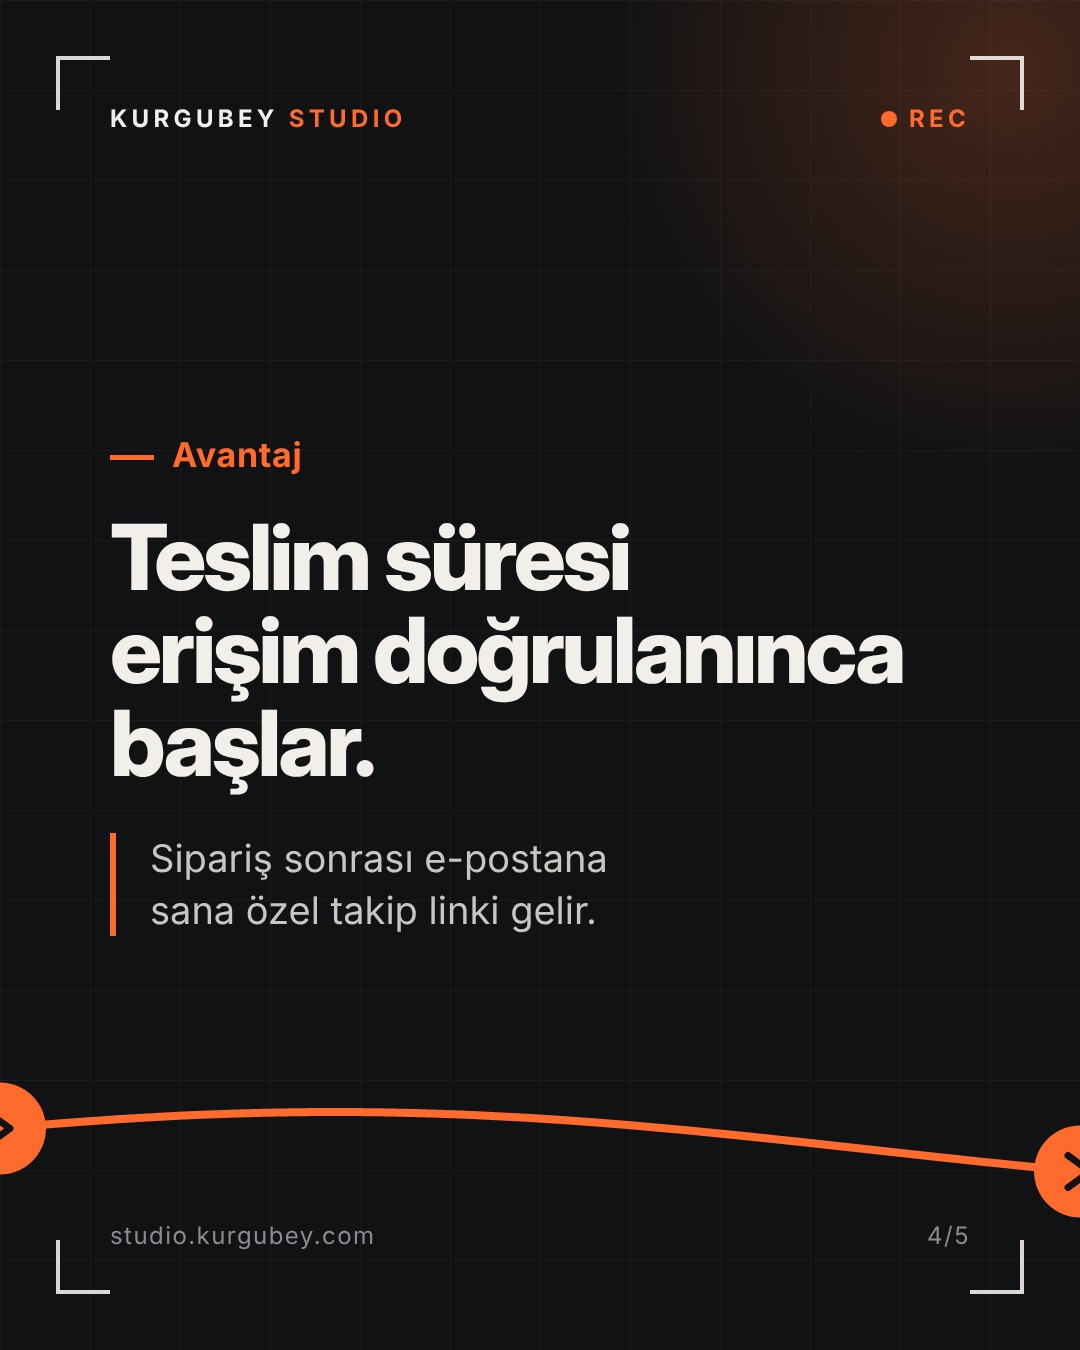 KURGUBEY STUDIO
REC
Avantaj
Teslim süresi
erişim doğrulanınca
başlar.
Sipariş sonrası e-postana
sana özel takip linki gelir.
studio.kurgubey.com
4/5